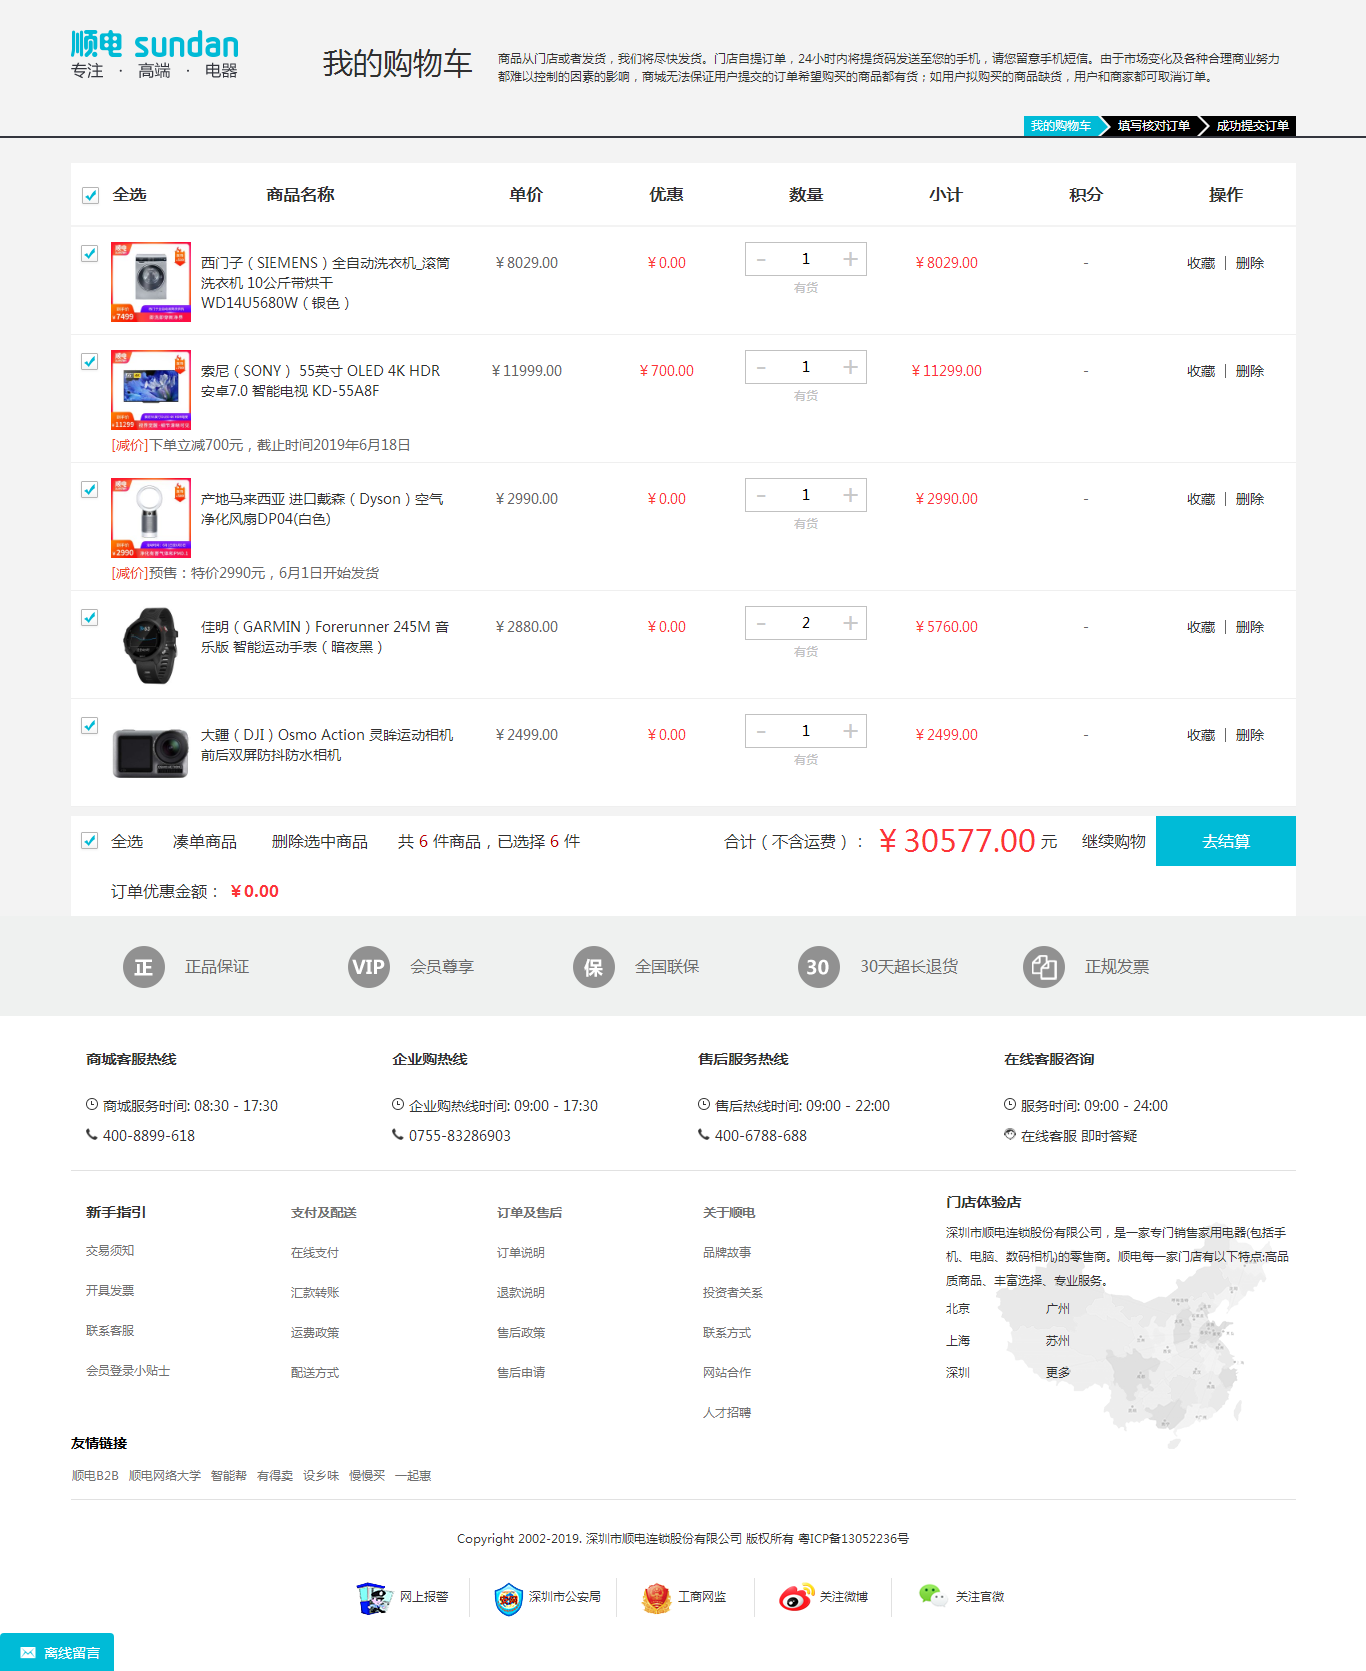 顺电 sundan
专注 · 高端 · 电器
我的购物车
商品从门店或者发货，我们将尽快发货。门店自提订单，24小时内将提货码发送至您的手机，请您留意手机短信。由于市场变化及各种合理商业努力
都难以控制的因素的影响，商城无法保证用户提交的订单希望购买的商品都有货；如用户拟购买的商品缺货，用户和商家都可取消订单。
我的购物车 填写核对订单 成功提交订单
全选 商品名称 单价 优惠 数量 小计 积分 操作
西门子（SIEMENS）全自动洗衣机_滚筒
洗衣机 10公斤带烘干
WD14U5680W（银色）
¥ 8029.00 ¥ 0.00 - 1 + ¥ 8029.00 - 收藏 | 删除
有货
¥7499
索尼（SONY） 55英寸 OLED 4K HDR
安卓7.0 智能电视 KD-55A8F
¥ 11999.00 ¥ 700.00 - 1 + ¥ 11299.00 - 收藏 | 删除
有货
¥11299
[减价]下单立减700元，截止时间2019年6月18日
产地马来西亚 进口戴森（Dyson）空气
净化风扇DP04(白色)
¥ 2990.00 ¥ 0.00 - 1 + ¥ 2990.00 - 收藏 | 删除
有货
¥2990
[减价]预售：特价2990元，6月1日开始发货
佳明（GARMIN）Forerunner 245M 音
乐版 智能运动手表（暗夜黑）
¥ 2880.00 ¥ 0.00 - 2 + ¥ 5760.00 - 收藏 | 删除
有货
大疆（DJI）Osmo Action 灵眸运动相机
前后双屏防抖防水相机
¥ 2499.00 ¥ 0.00 - 1 + ¥ 2499.00 - 收藏 | 删除
有货
全选 凑单商品 删除选中商品 共 6 件商品，已选择 6 件 合计（不含运费）： ¥ 30577.00 元 继续购物 去结算
订单优惠金额： ¥0.00
正 正品保证 VIP 会员尊享 保 全国联保 30 30天超长退货 正规发票
商城客服热线 企业购热线 售后服务热线 在线客服咨询
商城服务时间: 08:30 - 17:30 企业购热线时间: 09:00 - 17:30 售后热线时间: 09:00 - 22:00 服务时间: 09:00 - 24:00
400-8899-618 0755-83286903 400-6788-688 在线客服 即时答疑
新手指引
交易须知
开具发票
联系客服
会员登录小贴士
支付及配送
在线支付
汇款转账
运费政策
配送方式
订单及售后
订单说明
退款说明
售后政策
售后申请
关于顺电
品牌故事
投资者关系
联系方式
网站合作
人才招聘
门店体验店
深圳市顺电连锁股份有限公司，是一家专门销售家用电器(包括手
机、电脑、数码相机)的零售商。顺电每一家门店有以下特点:高品
质商品、丰富选择、专业服务。
北京 广州
上海 苏州
深圳 更多
友情链接
顺电B2B 顺电网络大学 智能帮 有得卖 设乡味 慢慢买 一起惠
Copyright 2002-2019. 深圳市顺电连锁股份有限公司 版权所有 粤ICP备13052236号
网上报警 深圳市公安局 工商网监 关注微博 关注官微
离线留言